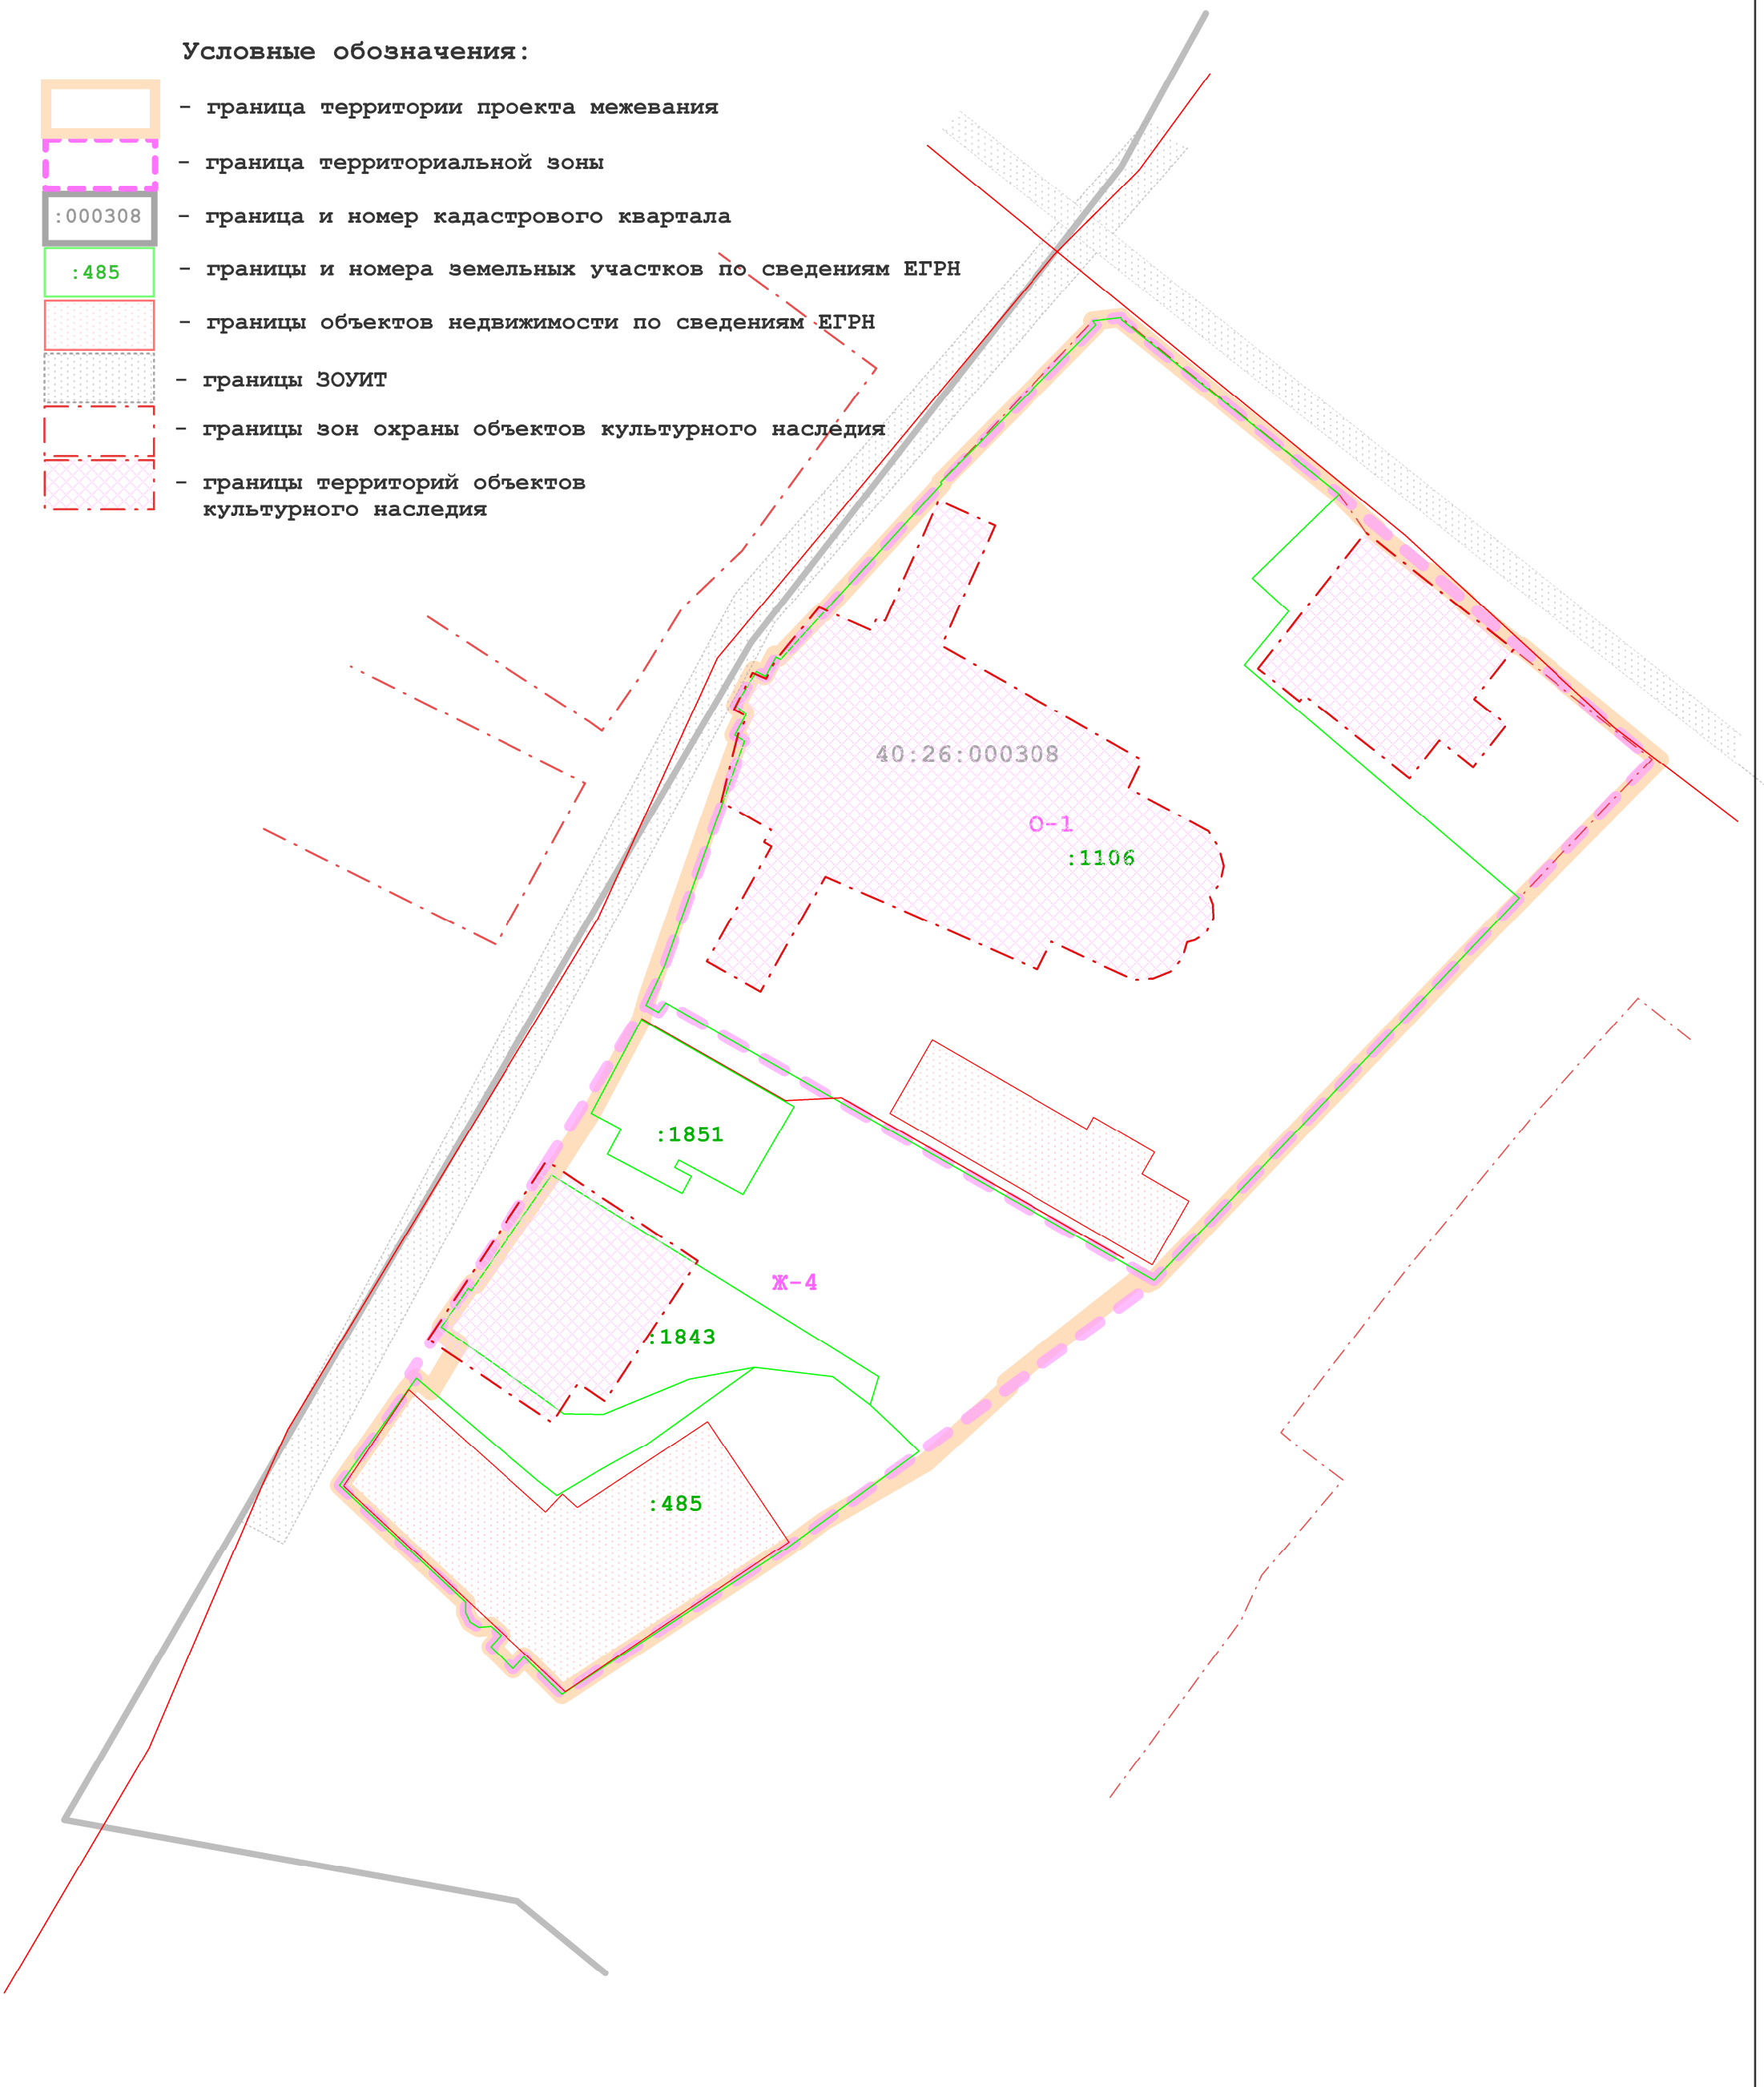 Условные обозначения:
- граница территории проекта межевания
- граница территориальной зоны
:000308 - граница и номер кадастрового квартала
:485 - границы и номера земельных участков по сведениям ЕГРН
- границы объектов недвижимости по сведениям ЕГРН
- границы ЗОУИТ
- границы зон охраны объектов культурного наследия
- границы территорий объектов
культурного наследия
40:26:000308
О-1
:1106
:1851
Ж-4
:1843
:485